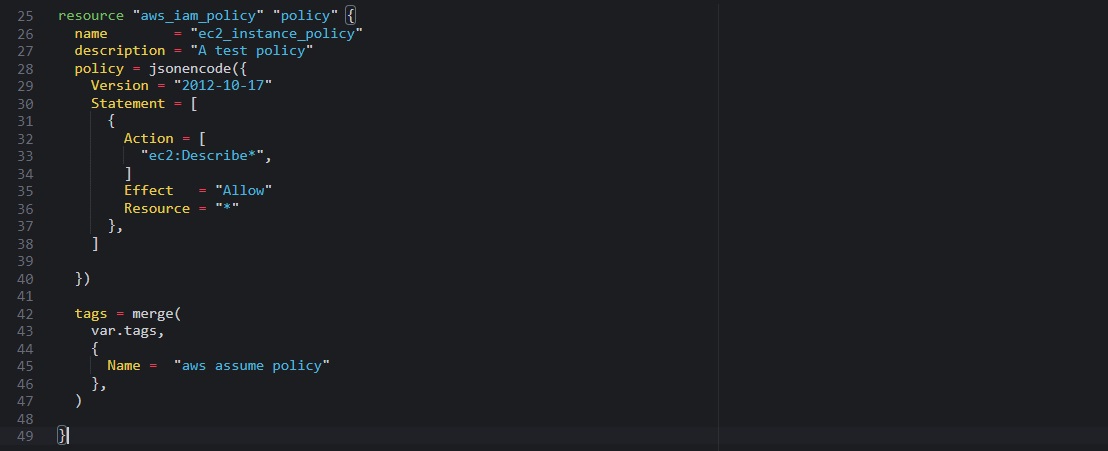 25 resource "aws_iam_policy" "policy" {
26   name        = "ec2_instance_policy"
27   description = "A test policy"
28   policy = jsonencode({
29     Version = "2012-10-17"
30     Statement = [
31       {
32         Action = [
33           "ec2:Describe*",
34         ]
35         Effect   = "Allow"
36         Resource = "*"
37       },
38     ]
39
40   })
41
42   tags = merge(
43     var.tags,
44     {
45       Name =  "aws assume policy"
46     },
47   )
48
49 }